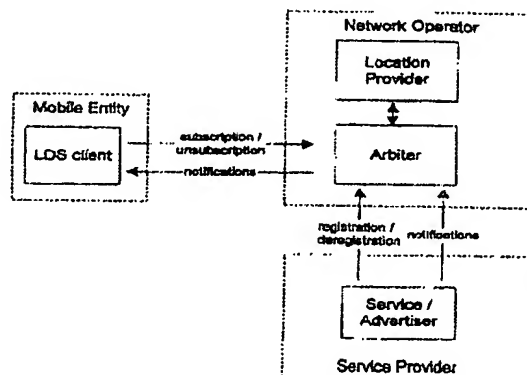 Network Operator
Location
Provider
Mobile Entity
LDS client
subscription /
unsubscription
notifications
Arbiter
registration /
deregistration
notifications
Service /
Advertiser
Service Provider